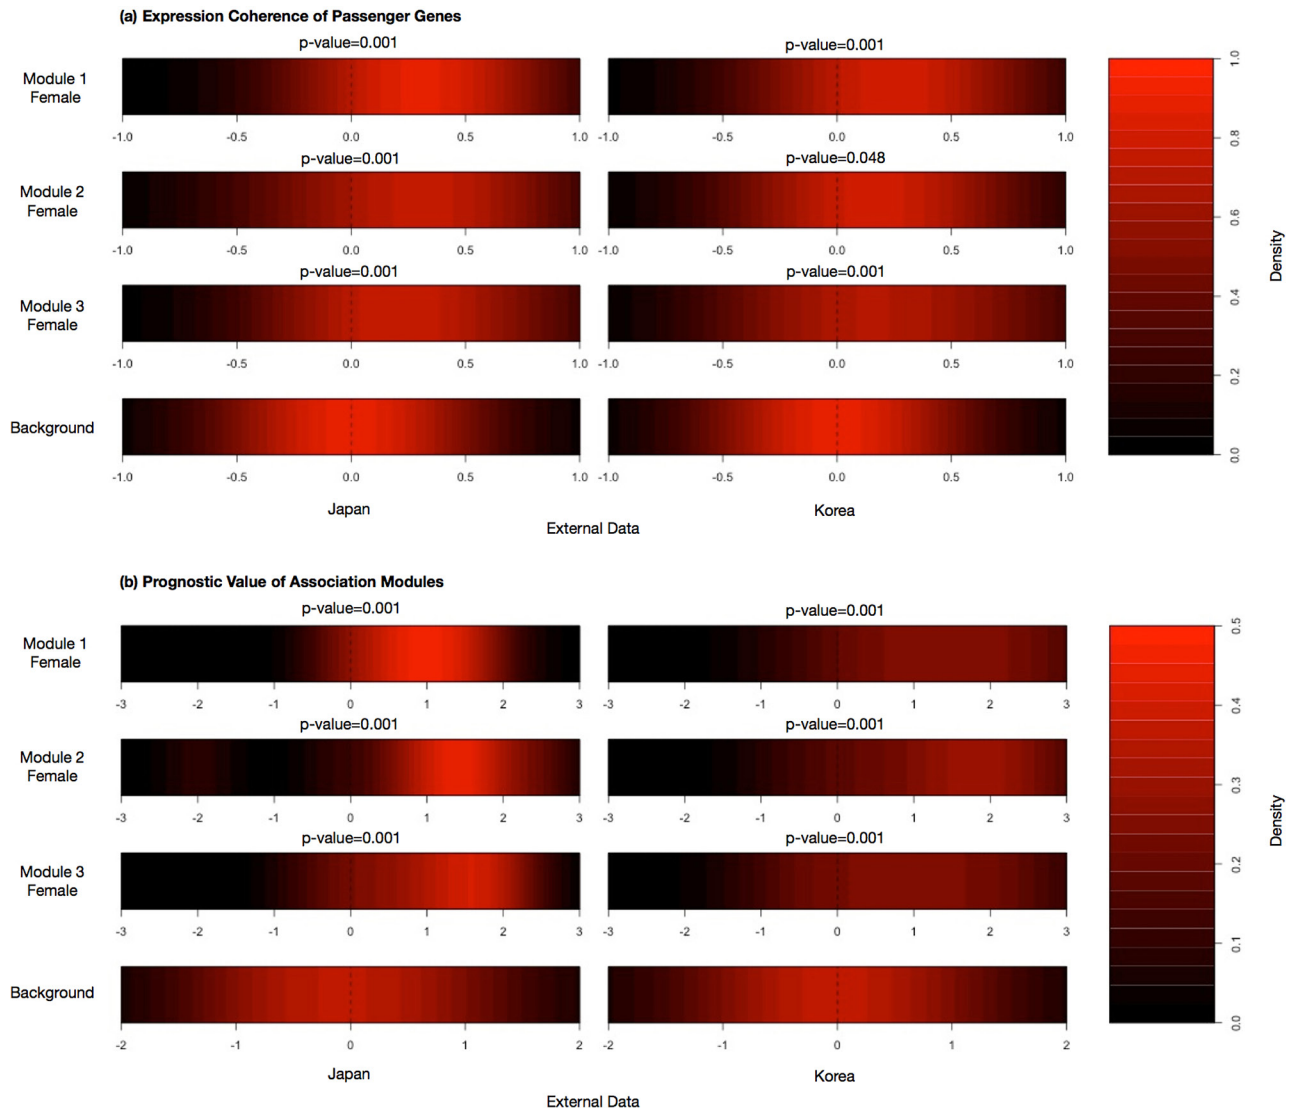 (a) Expression Coherence of Passenger Genes
p-value=0.001
p-value=0.001
Module 1
Female
-1.0 -0.5 0.0 0.5 1.0
-1.0 -0.5 0.0 0.5 1.0
p-value=0.001
p-value=0.048
Module 2
Female
-1.0 -0.5 0.0 0.5 1.0
-1.0 -0.5 0.0 0.5 1.0
p-value=0.001
p-value=0.001
Module 3
Female
-1.0 -0.5 0.0 0.5 1.0
-1.0 -0.5 0.0 0.5 1.0
Background
-1.0 -0.5 0.0 0.5 1.0
-1.0 -0.5 0.0 0.5 1.0
Japan
Korea
External Data
0.0 0.2 0.4 0.6 0.8 1.0
Density
(b) Prognostic Value of Association Modules
p-value=0.001
p-value=0.001
Module 1
Female
-3 -2 -1 0 1 2 3
-3 -2 -1 0 1 2 3
p-value=0.001
p-value=0.001
Module 2
Female
-3 -2 -1 0 1 2 3
-3 -2 -1 0 1 2 3
p-value=0.001
p-value=0.001
Module 3
Female
-3 -2 -1 0 1 2 3
-3 -2 -1 0 1 2 3
Background
-2 -1 0 1 2
-2 -1 0 1 2
Japan
Korea
External Data
0.0 0.1 0.2 0.3 0.4 0.5
Density